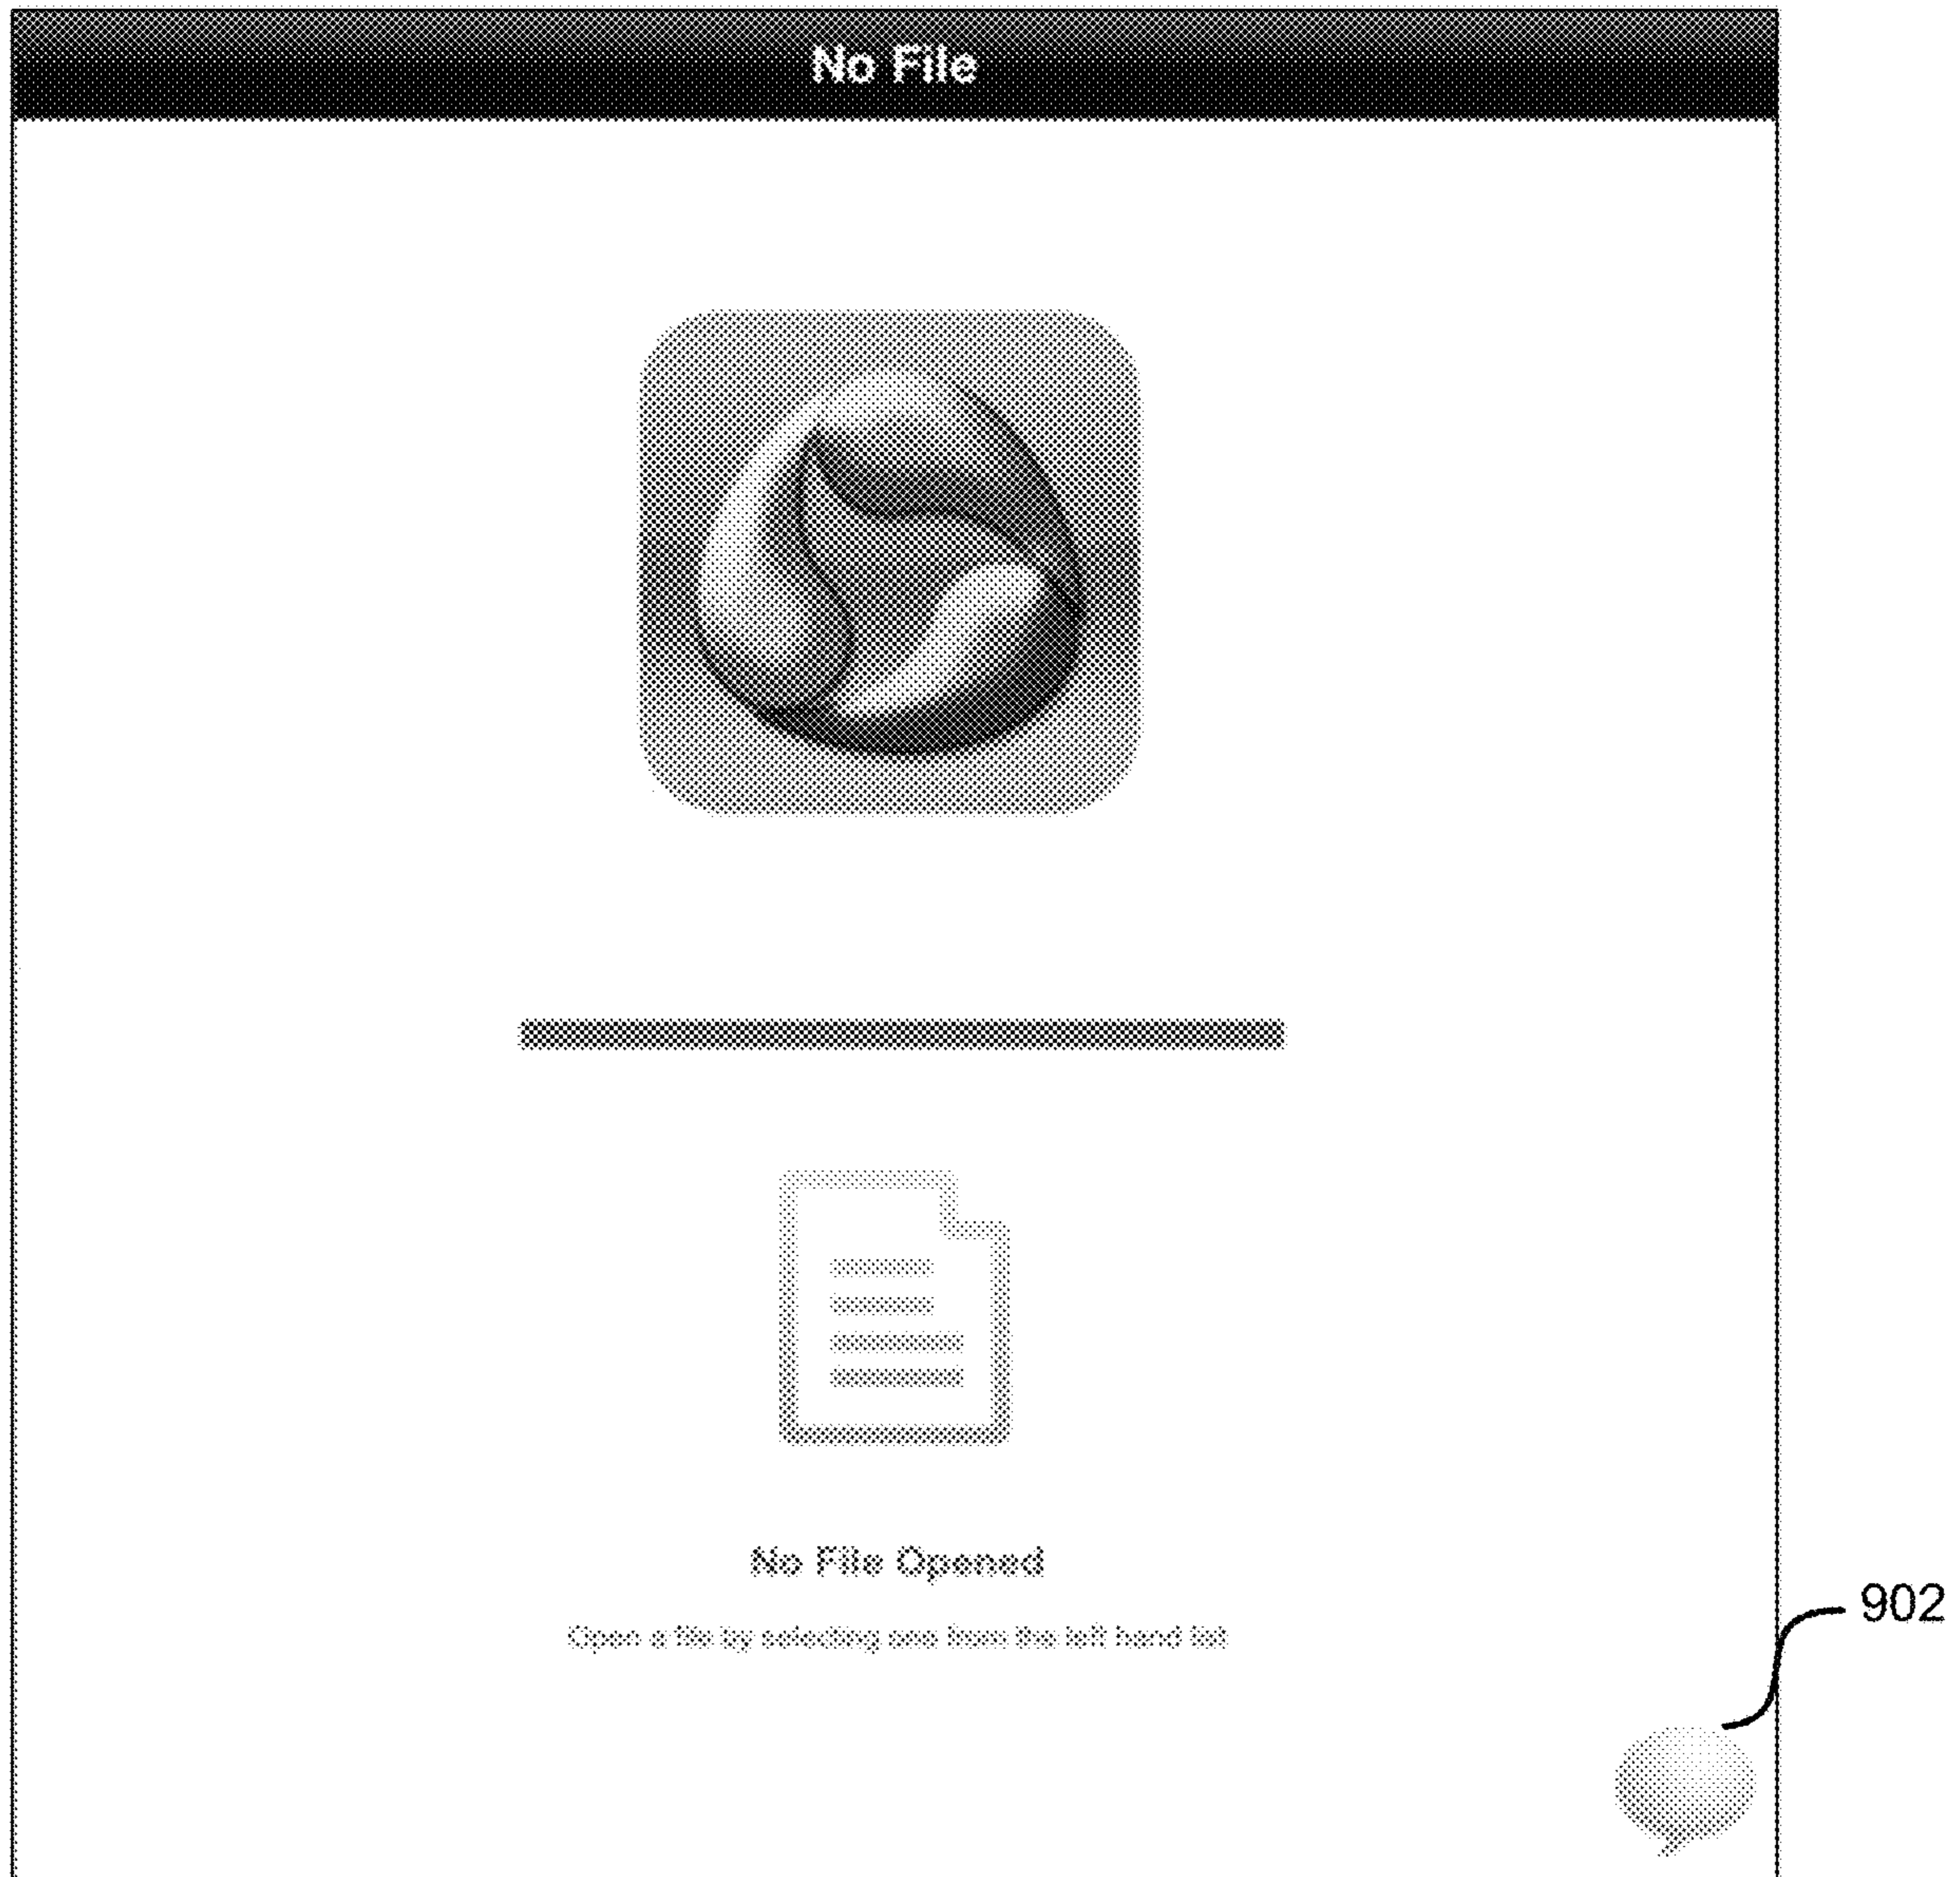 No File
No File Opened
Open a file by selecting one from the left hand list
902